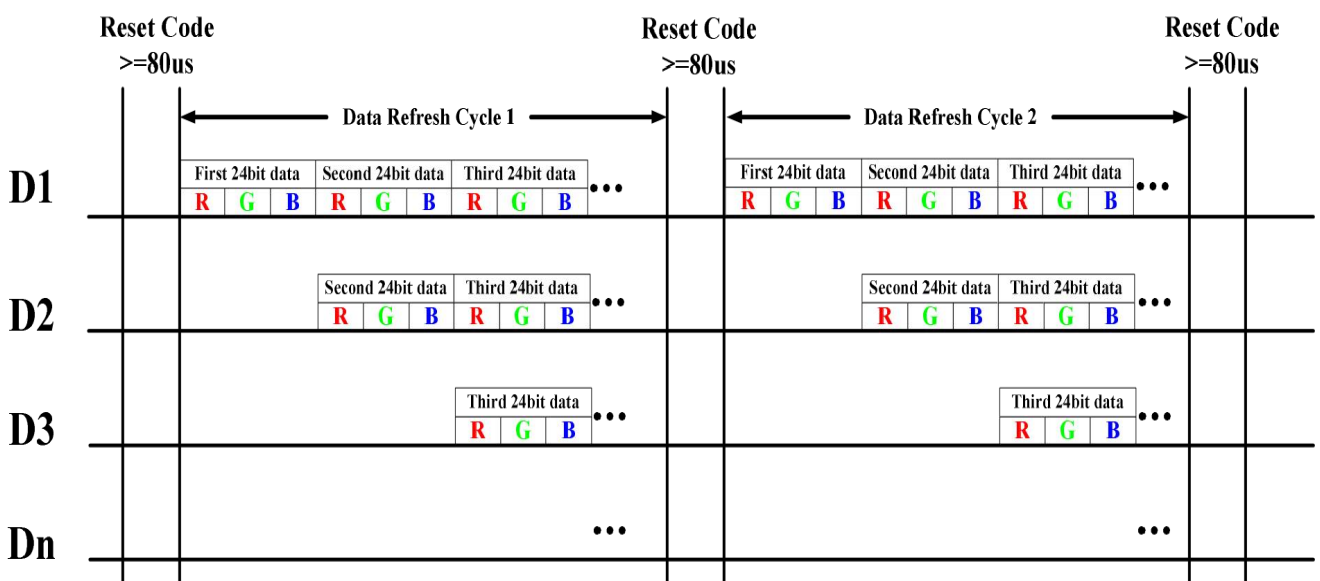 Reset Code Reset Code Reset Code
>=80us >=80us >=80us
Data Refresh Cycle 1 Data Refresh Cycle 2
D1 First 24bit data Second 24bit data Third 24bit data First 24bit data Second 24bit data Third 24bit data
R G B R G B R G B ... R G B R G B R G B ...
D2 Second 24bit data Third 24bit data Second 24bit data Third 24bit data
R G B R G B ... R G B R G B ...
D3 Third 24bit data Third 24bit data
R G B ... R G B ...
Dn ... ...